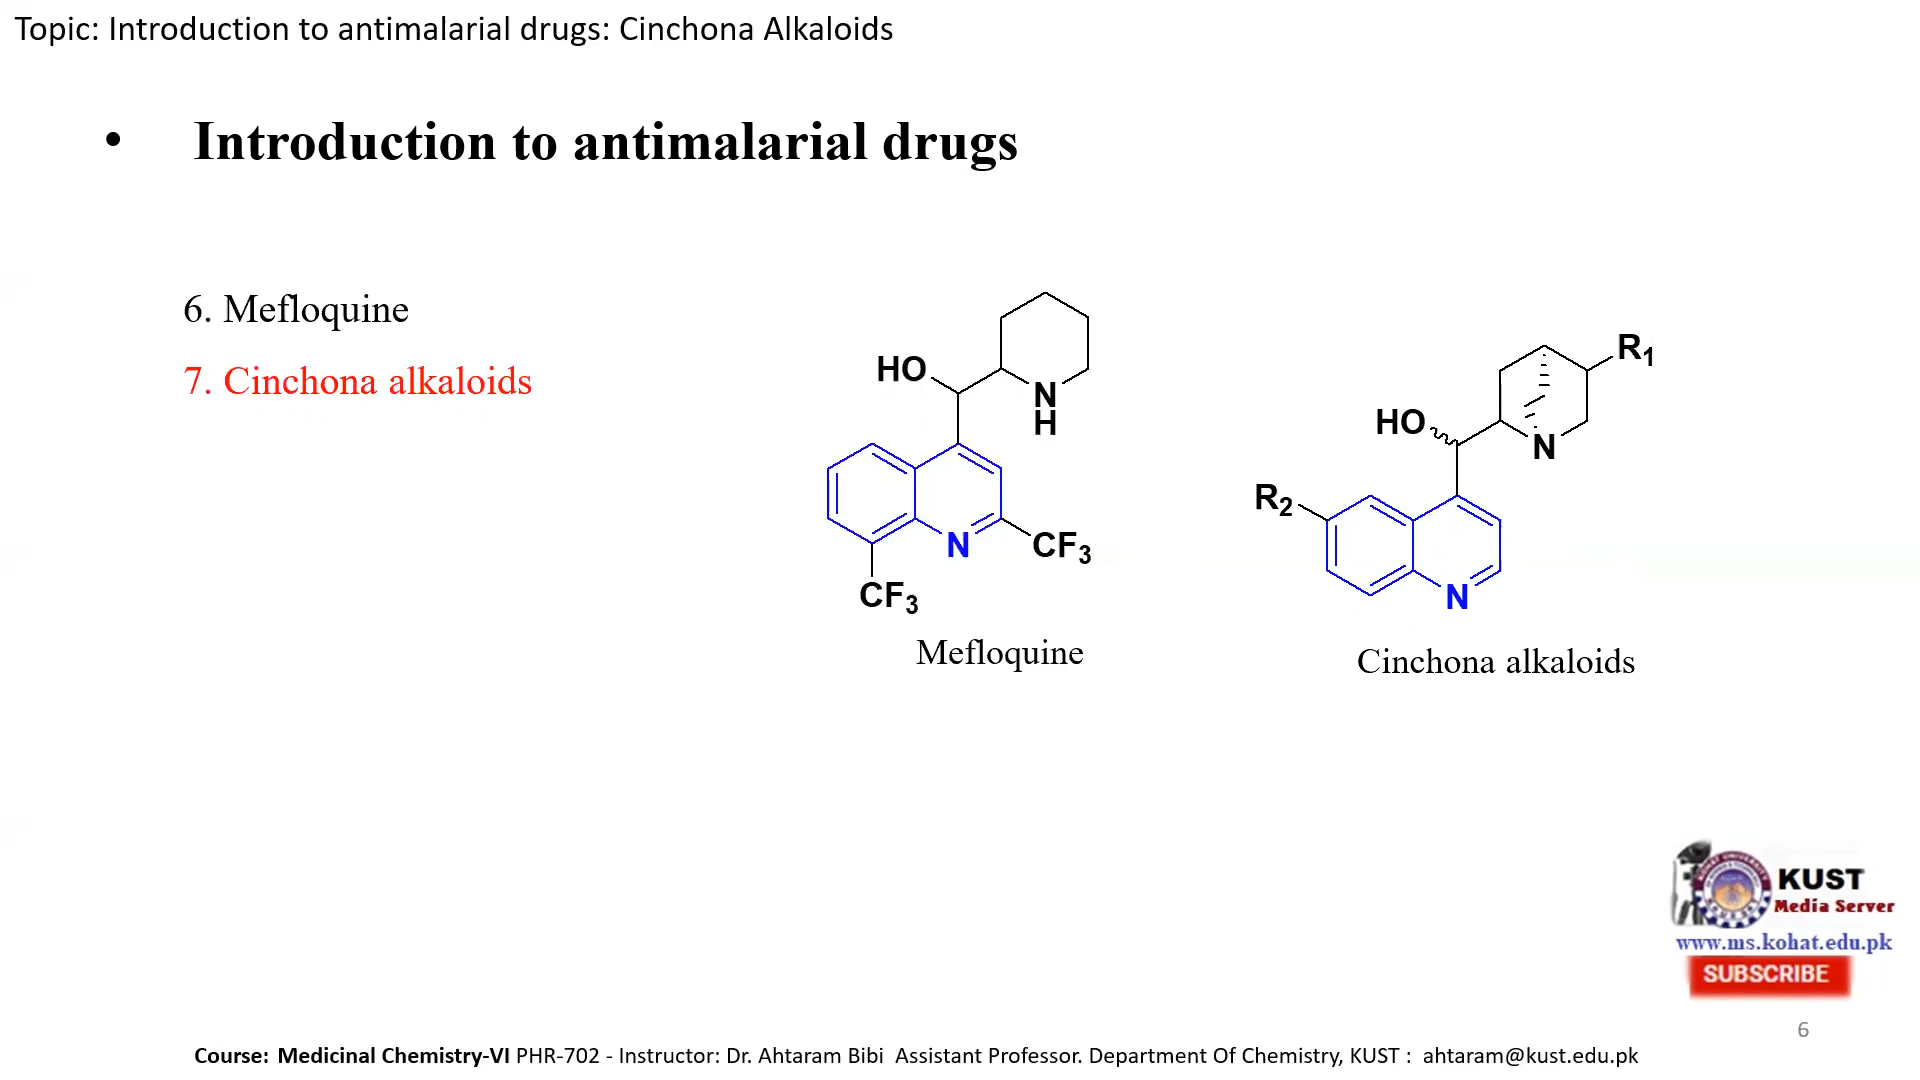 Topic: Introduction to antimalarial drugs: Cinchona Alkaloids
• Introduction to antimalarial drugs
6. Mefloquine
7. Cinchona alkaloids
HO
N
H
N
CF3
CF3
Mefloquine
R1
HO
N
R2
N
Cinchona alkaloids
KUST
Media Server
www.ms.kohat.edu.pk
SUBSCRIBE
6
Course: Medicinal Chemistry-VI PHR-702 - Instructor: Dr. Ahtaram Bibi Assistant Professor. Department Of Chemistry, KUST : ahtaram@kust.edu.pk